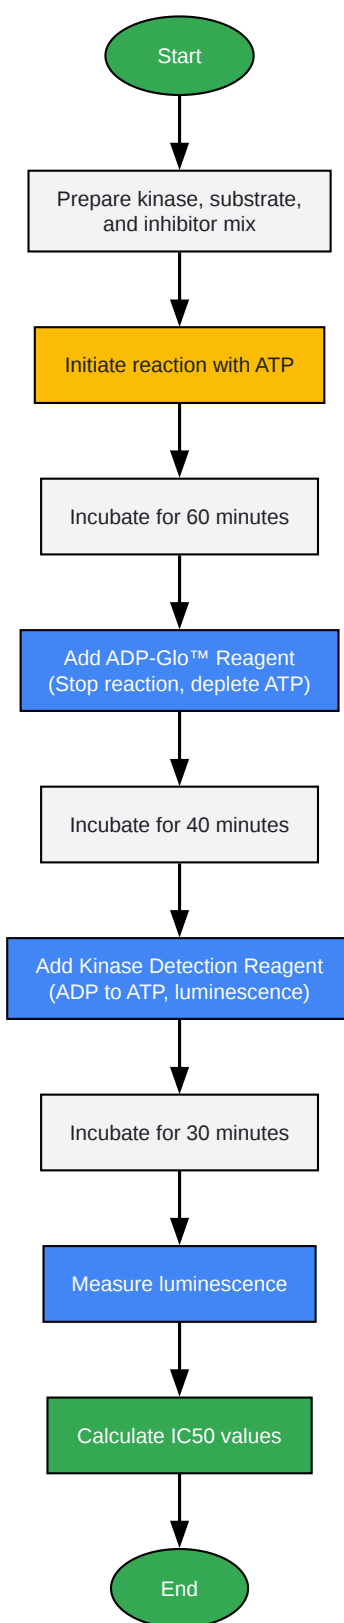 Start
Prepare kinase, substrate,
and inhibitor mix
Initiate reaction with ATP
Incubate for 60 minutes
Add ADP-Glo™ Reagent
(Stop reaction, deplete ATP)
Incubate for 40 minutes
Add Kinase Detection Reagent
(ADP to ATP, luminescence)
Incubate for 30 minutes
Measure luminescence
Calculate IC50 values
End